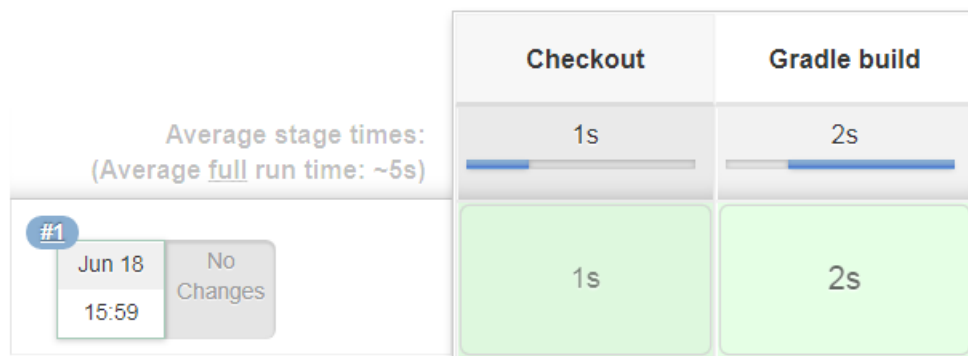 Checkout
Gradle build
Average stage times:
(Average full run time: ~5s)
1s
2s
#1
Jun 18
15:59
No
Changes
1s
2s